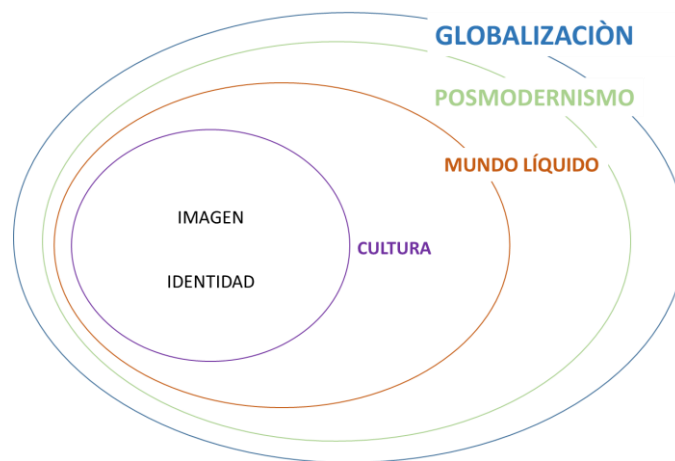 GLOBALIZACIÒN
POSMODERNISMO
MUNDO LÍQUIDO
IMAGEN
CULTURA
IDENTIDAD